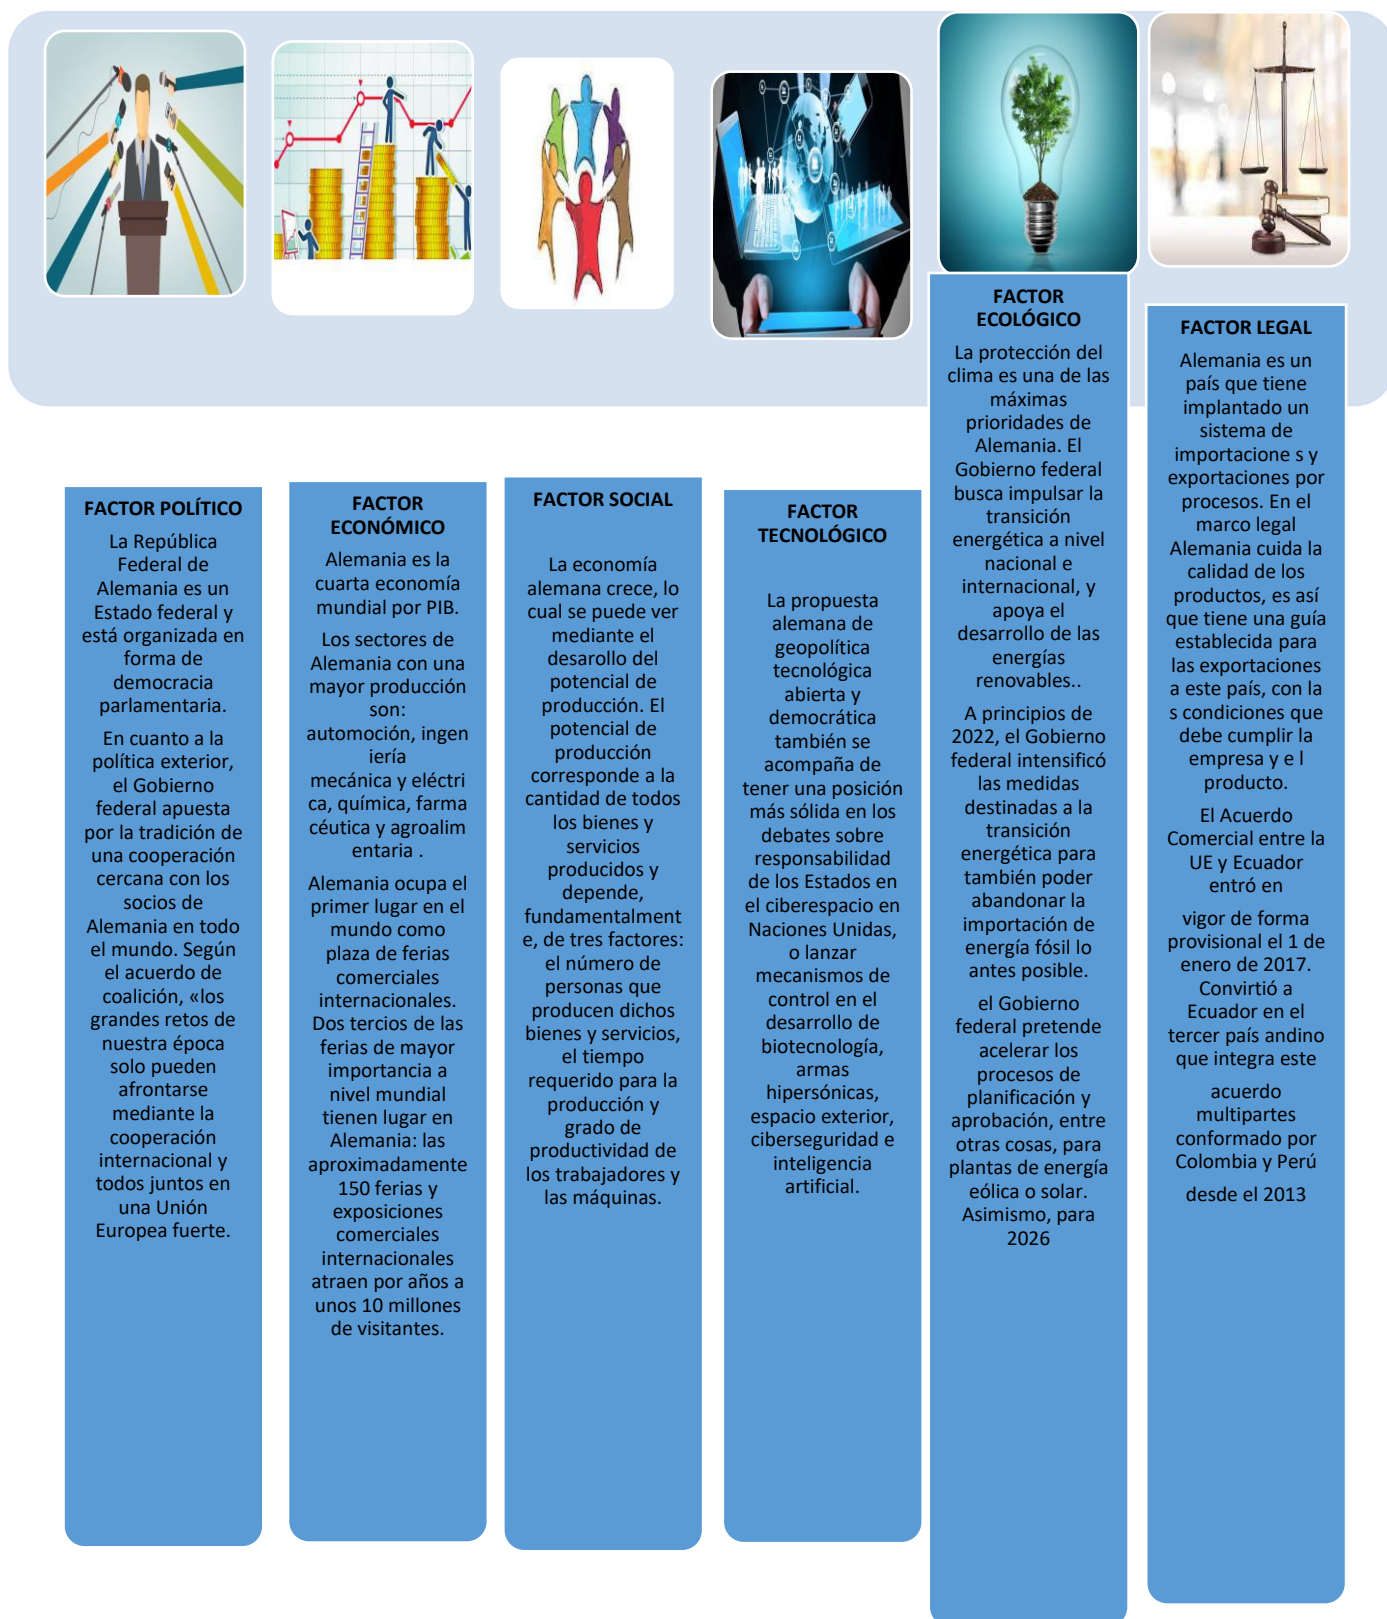 FACTOR POLÍTICO
La República
Federal de
Alemania es un
Estado federal y
está organizada en
forma de
democracia
parlamentaria.
En cuanto a la
política exterior,
el Gobierno
federal apuesta
por la tradición de
una cooperación
cercana con los
socios de
Alemania en todo
el mundo. Según
el acuerdo de
coalición, «los
grandes retos de
nuestra época
solo pueden
afrontarse
mediante la
cooperación
internacional y
todos juntos en
una Unión
Europea fuerte.
FACTOR
ECONÓMICO
Alemania es la
cuarta economía
mundial por PIB.
Los sectores de
Alemania con una
mayor producción
son:
automoción, ingen
iería
mecánica y eléctri
ca, química, farma
céutica y agroalim
entaria .
Alemania ocupa el
primer lugar en el
mundo como
plaza de ferias
comerciales
internacionales.
Dos tercios de las
ferias de mayor
importancia a
nivel mundial
tienen lugar en
Alemania: las
aproximadamente
150 ferias y
exposiciones
comerciales
internacionales
atraen por años a
unos 10 millones
de visitantes.
FACTOR SOCIAL
La economía
alemana crece, lo
cual se puede ver
mediante el
desarollo del
potencial de
producción. El
potencial de
producción
corresponde a la
cantidad de todos
los bienes y
servicios
producidos y
depende,
fundamentalment
e, de tres factores:
el número de
personas que
producen dichos
bienes y servicios,
el tiempo
requerido para la
producción y
grado de
productividad de
los trabajadores y
las máquinas.
FACTOR
TECNOLÓGICO
La propuesta
alemana de
geopolítica
tecnológica
abierta y
democrática
también se
acompaña de
tener una posición
más sólida en los
debates sobre
responsabilidad
de los Estados en
el ciberespacio en
Naciones Unidas,
o lanzar
mecanismos de
control en el
desarrollo de
biotecnología,
armas
hipersónicas,
espacio exterior,
ciberseguridad e
inteligencia
artificial.
FACTOR
ECOLÓGICO
La protección del
clima es una de las
máximas
prioridades de
Alemania. El
Gobierno federal
busca impulsar la
transición
energética a nivel
nacional e
internacional, y
apoya el
desarrollo de las
energías
renovables..
A principios de
2022, el Gobierno
federal intensificó
las medidas
destinadas a la
transición
energética para
también poder
abandonar la
importación de
energía fósil lo
antes posible.
el Gobierno
federal pretende
acelerar los
procesos de
planificación y
aprobación, entre
otras cosas, para
plantas de energía
eólica o solar.
Asimismo, para
2026
FACTOR LEGAL
Alemania es un
país que tiene
implantado un
sistema de
importacione s y
exportaciones por
procesos. En el
marco legal
Alemania cuida la
calidad de los
productos, es así
que tiene una guía
establecida para
las exportaciones
a este país, con la
s condiciones que
debe cumplir la
empresa y e l
producto.
El Acuerdo
Comercial entre la
UE y Ecuador
entró en
vigor de forma
provisional el 1 de
enero de 2017.
Convirtió a
Ecuador en el
tercer país andino
que integra este
acuerdo
multipartes
conformado por
Colombia y Perú
desde el 2013